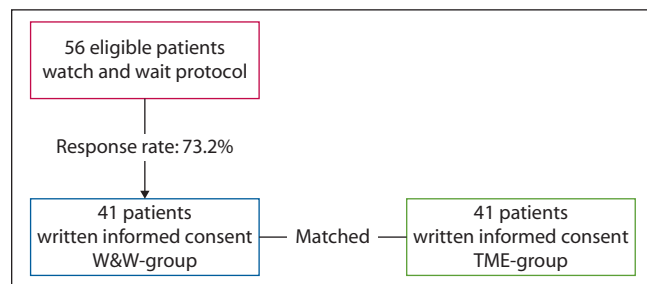 56 eligible patients
watch and wait protocol
Response rate: 73.2%
41 patients
written informed consent
W&W-group
Matched
41 patients
written informed consent
TME-group